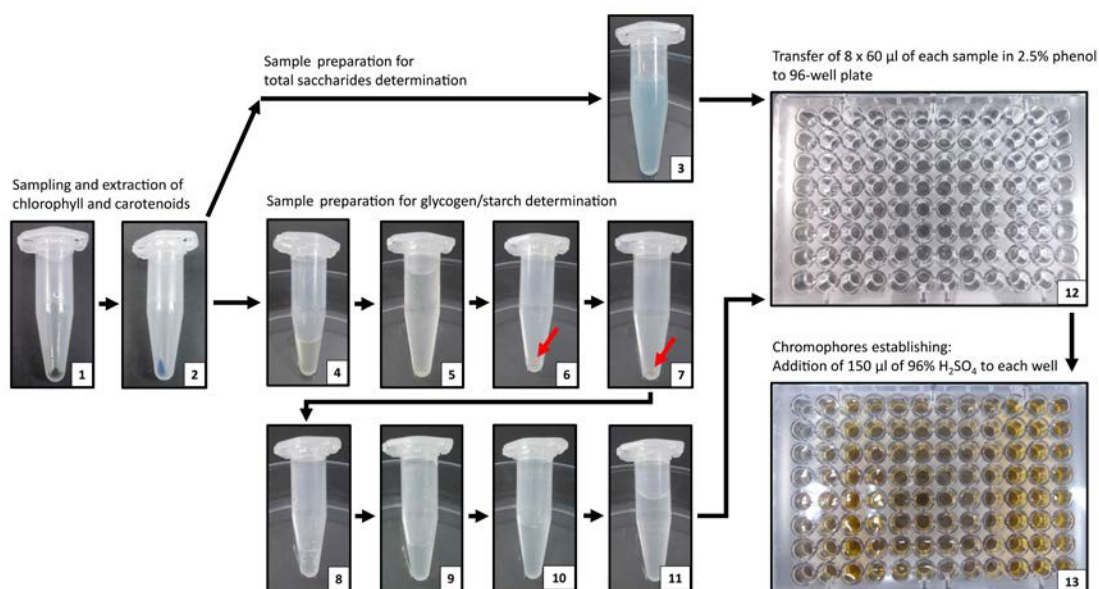 Sample preparation for
total saccharides determination
Transfer of 8 x 60 µl of each sample in 2.5% phenol
to 96-well plate
3
Sampling and extraction of
chlorophyll and carotenoids
Sample preparation for glycogen/starch determination
12
1
2
4
5
6
7
Chromophores establishing:
Addition of 150 µl of 96% H₂SO₄ to each well
8
9
10
11
13